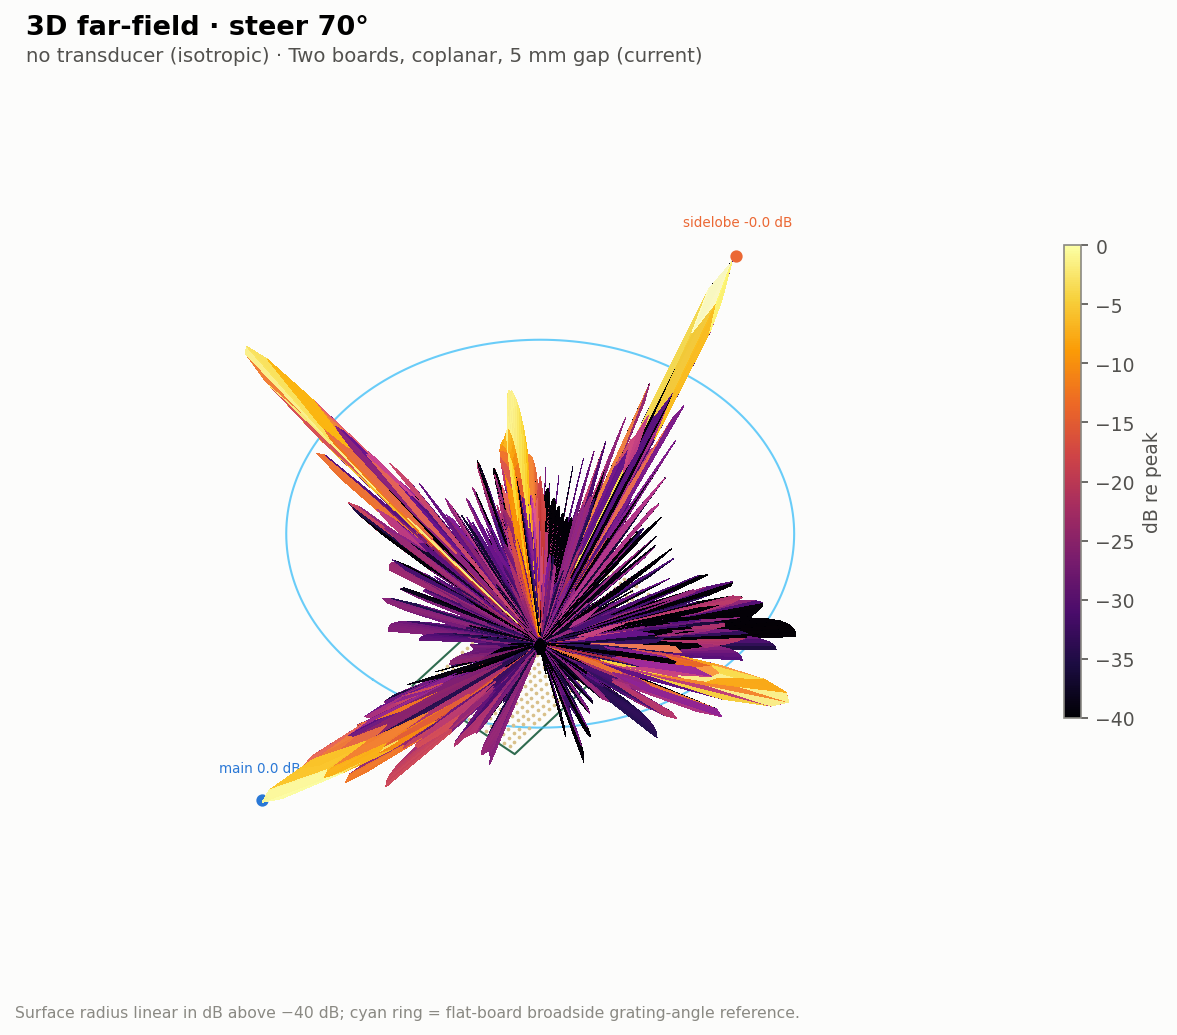 3D far-field · steer 70°
no transducer (isotropic) · Two boards, coplanar, 5 mm gap (current)
sidelobe -0.0 dB
main 0.0 dB
0
−5
−10
−15
−20
−25
−30
−35
−40
dB re peak
Surface radius linear in dB above −40 dB; cyan ring = flat-board broadside grating-angle reference.